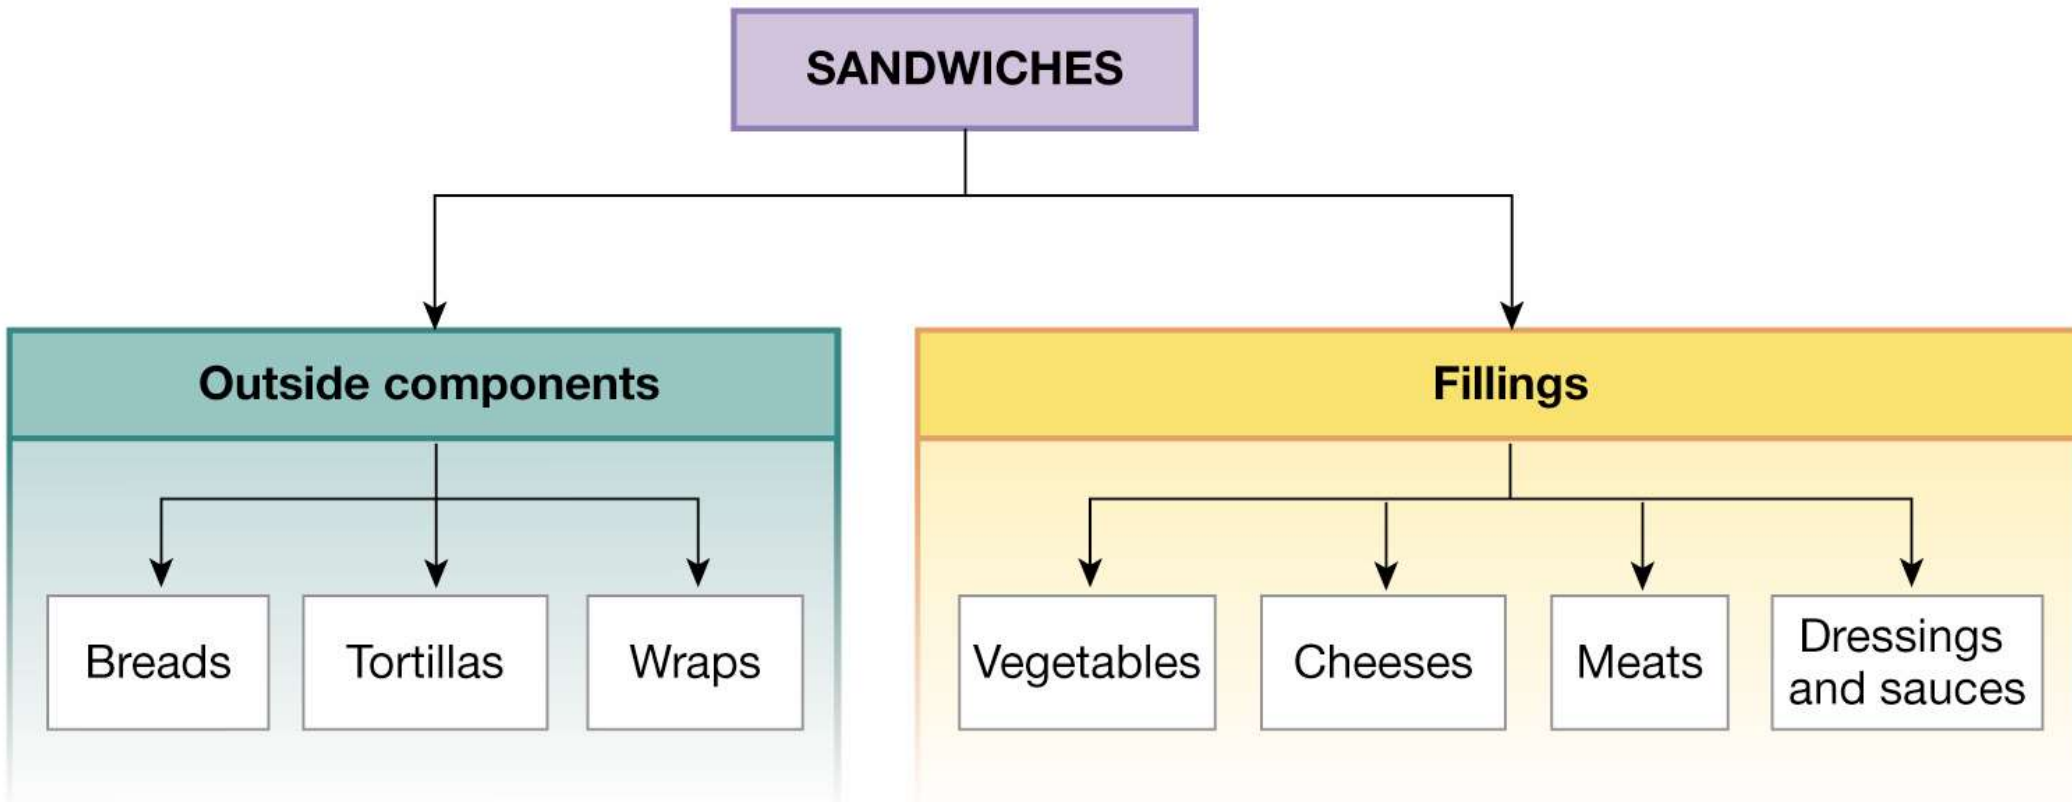 SANDWICHES
Outside components
Fillings
Breads
Tortillas
Wraps
Vegetables
Cheeses
Meats
Dressings
and sauces